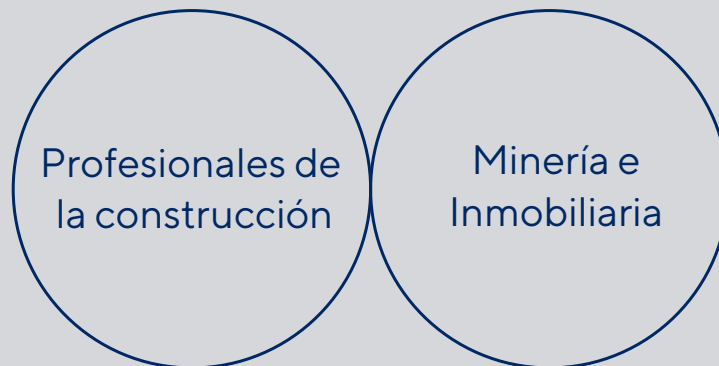 Profesionales de
la construcción
Minería e
Inmobiliaria